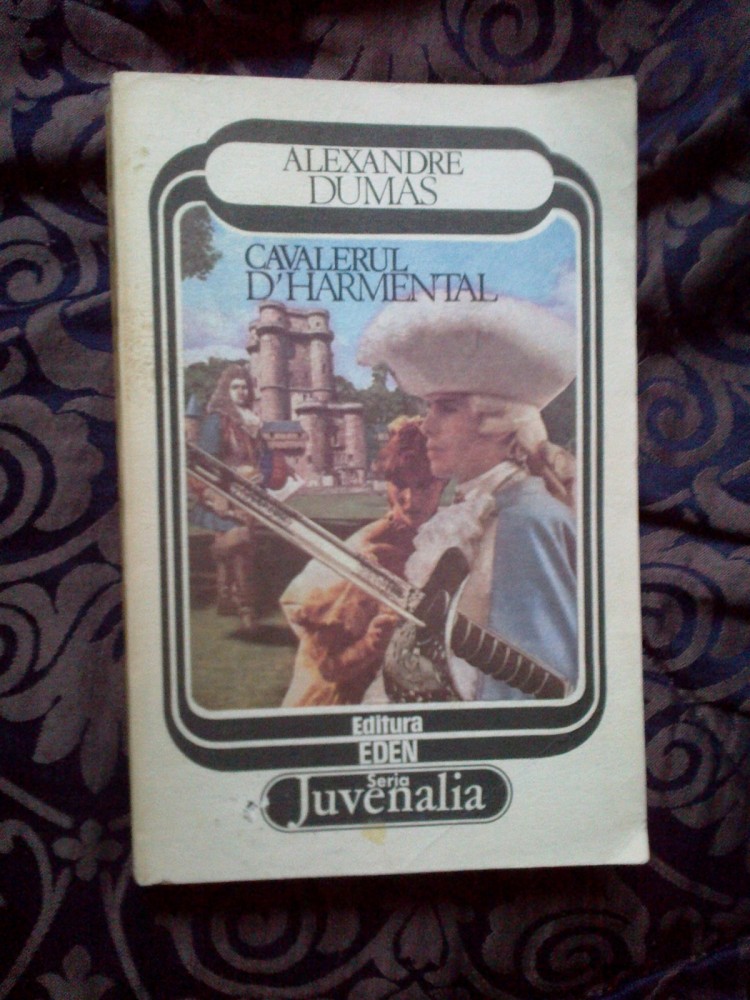 ALEXANDRE
DUMAS
CAVALERUL
D'HARMENTAL
Editura
EDEN
Seria
Juvenalia